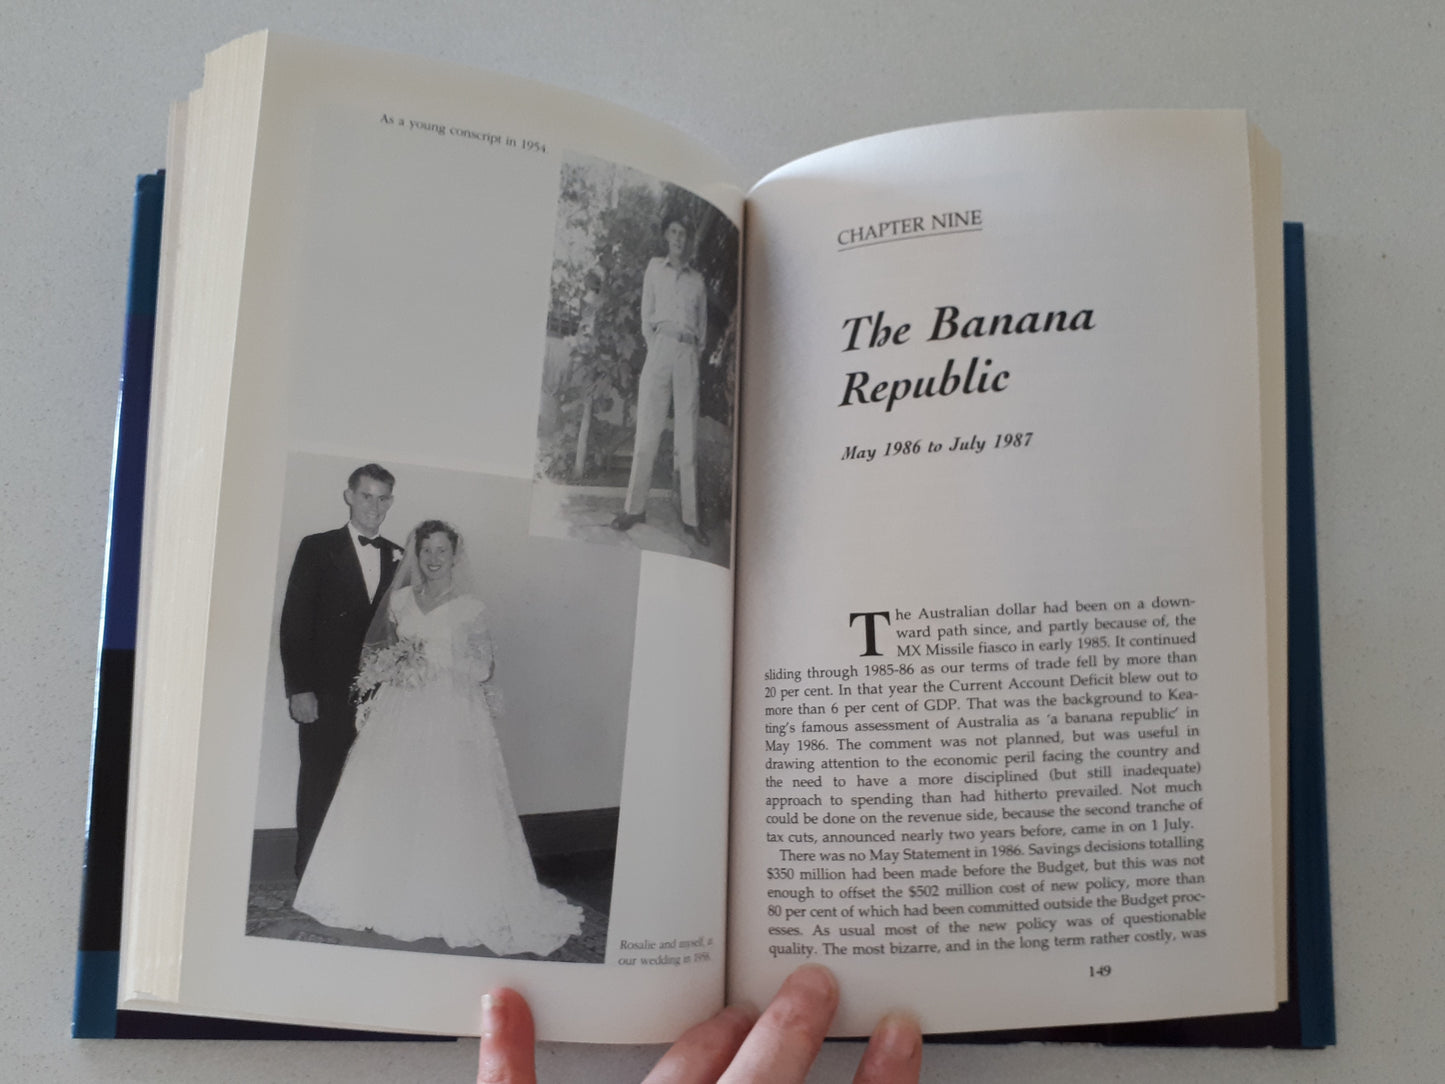 As a young conscript in 1954.
Rosalie and myself, at
our wedding in 1958.
CHAPTER NINE
The Banana
Republic
May 1986 to July 1987
The Australian dollar had been on a down-
ward path since, and partly because of, the
MX Missile fiasco in early 1985. It continued
sliding through 1985-86 as our terms of trade fell by more than
20 per cent. In that year the Current Account Deficit blew out to
more than 6 per cent of GDP. That was the background to Kea-
ting's famous assessment of Australia as 'a banana republic' in
May 1986. The comment was not planned, but was useful in
drawing attention to the economic peril facing the country and
the need to have a more disciplined (but still inadequate)
approach to spending than had hitherto prevailed. Not much
could be done on the revenue side, because the second tranche of
tax cuts, announced nearly two years before, came in on 1 July.
There was no May Statement in 1986. Savings decisions totalling
$350 million had been made before the Budget, but this was not
enough to offset the $502 million cost of new policy, more than
80 per cent of which had been committed outside the Budget proc-
esses. As usual most of the new policy was of questionable
quality. The most bizarre, and in the long term rather costly, was
149